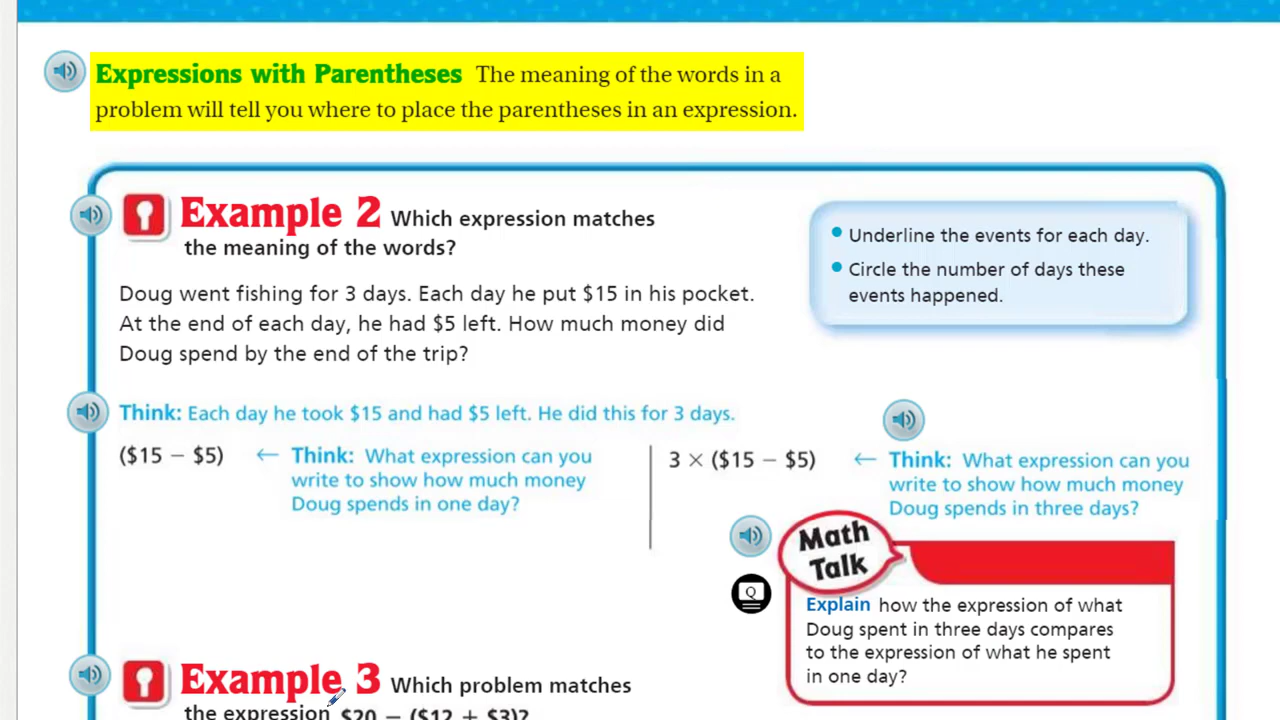 Expressions with Parentheses The meaning of the words in a
problem will tell you where to place the parentheses in an expression.
Example 2 Which expression matches
the meaning of the words?
• Underline the events for each day.
• Circle the number of days these
events happened.
Doug went fishing for 3 days. Each day he put $15 in his pocket.
At the end of each day, he had $5 left. How much money did
Doug spend by the end of the trip?
Think: Each day he took $15 and had $5 left. He did this for 3 days.
($15 − $5) ← Think: What expression can you
write to show how much money
Doug spends in one day?
3 × ($15 − $5) ← Think: What expression can you
write to show how much money
Doug spends in three days?
Math
Talk
Q
Explain how the expression of what
Doug spent in three days compares
to the expression of what he spent
in one day?
Example 3 Which problem matches
the expression $20 − ($12 + $3)?